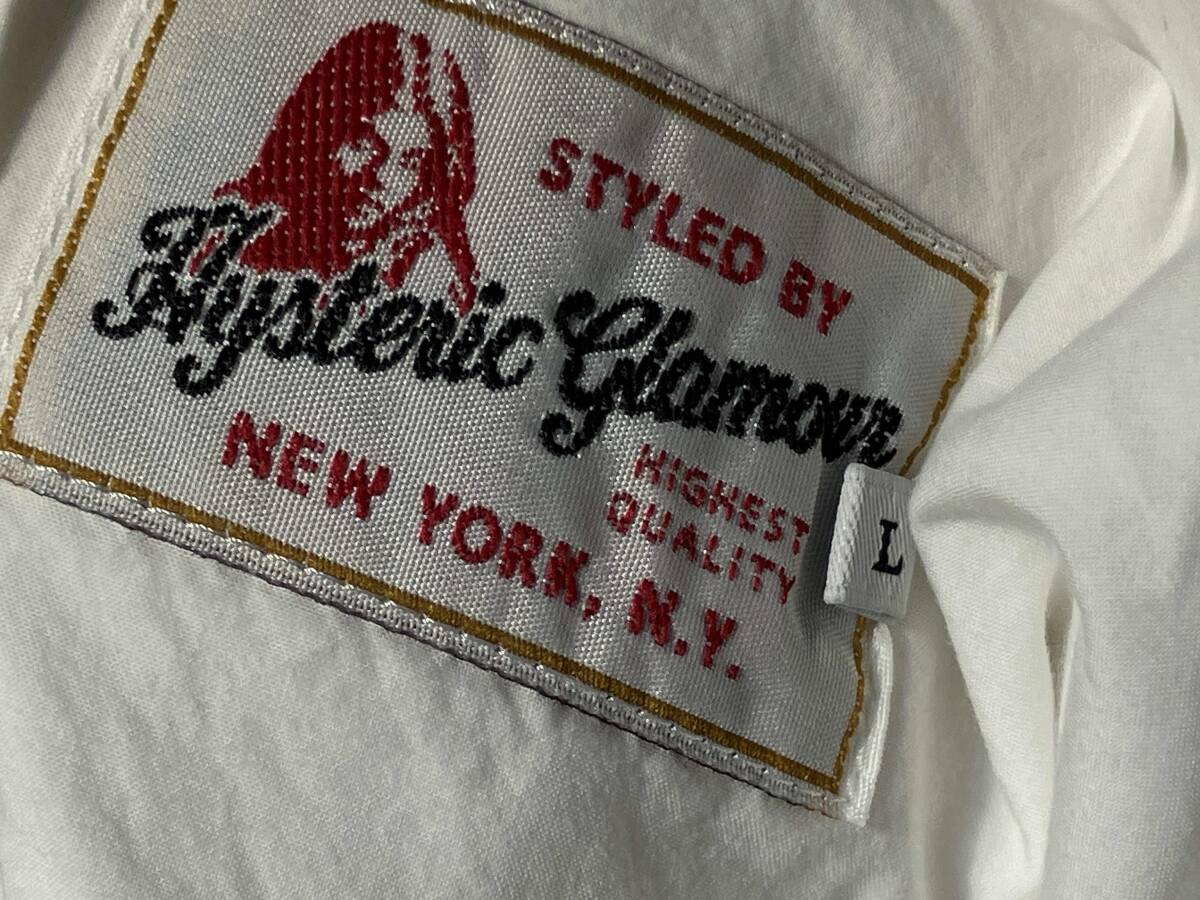 STYLED BY
Hysteric Glamour
HIGHEST
QUALITY
NEW YORK, N.Y.
L